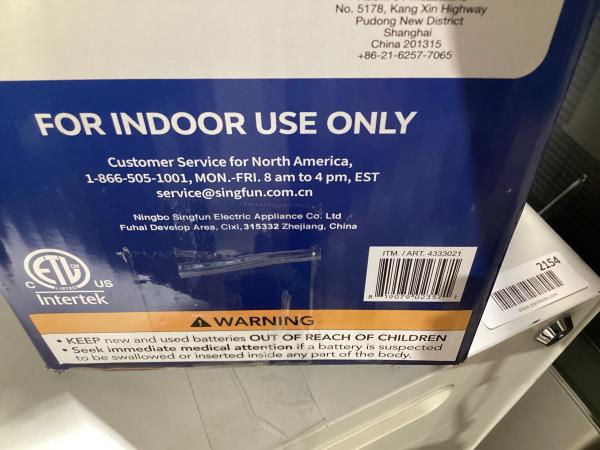 No. 5178, Kang Xin Highway
Pudong New District
Shanghai
China 201315
+86-21-6257-7065
FOR INDOOR USE ONLY
Customer Service for North America,
1-866-505-1001, MON.-FRI. 8 am to 4 pm, EST
service@singfun.com.cn
Ningbo Singfun Electric Appliance Co. Ltd
Fuhai Develop Area, Cixi, 315332 Zhejiang, China
ETL CM
LISTED
C US
Intertek
ITM. / ART. 4333021
2154
WARNING
• KEEP new and used batteries OUT OF REACH OF CHILDREN
• Seek immediate medical attention if a battery is suspected
to be swallowed or inserted inside any part of the body.